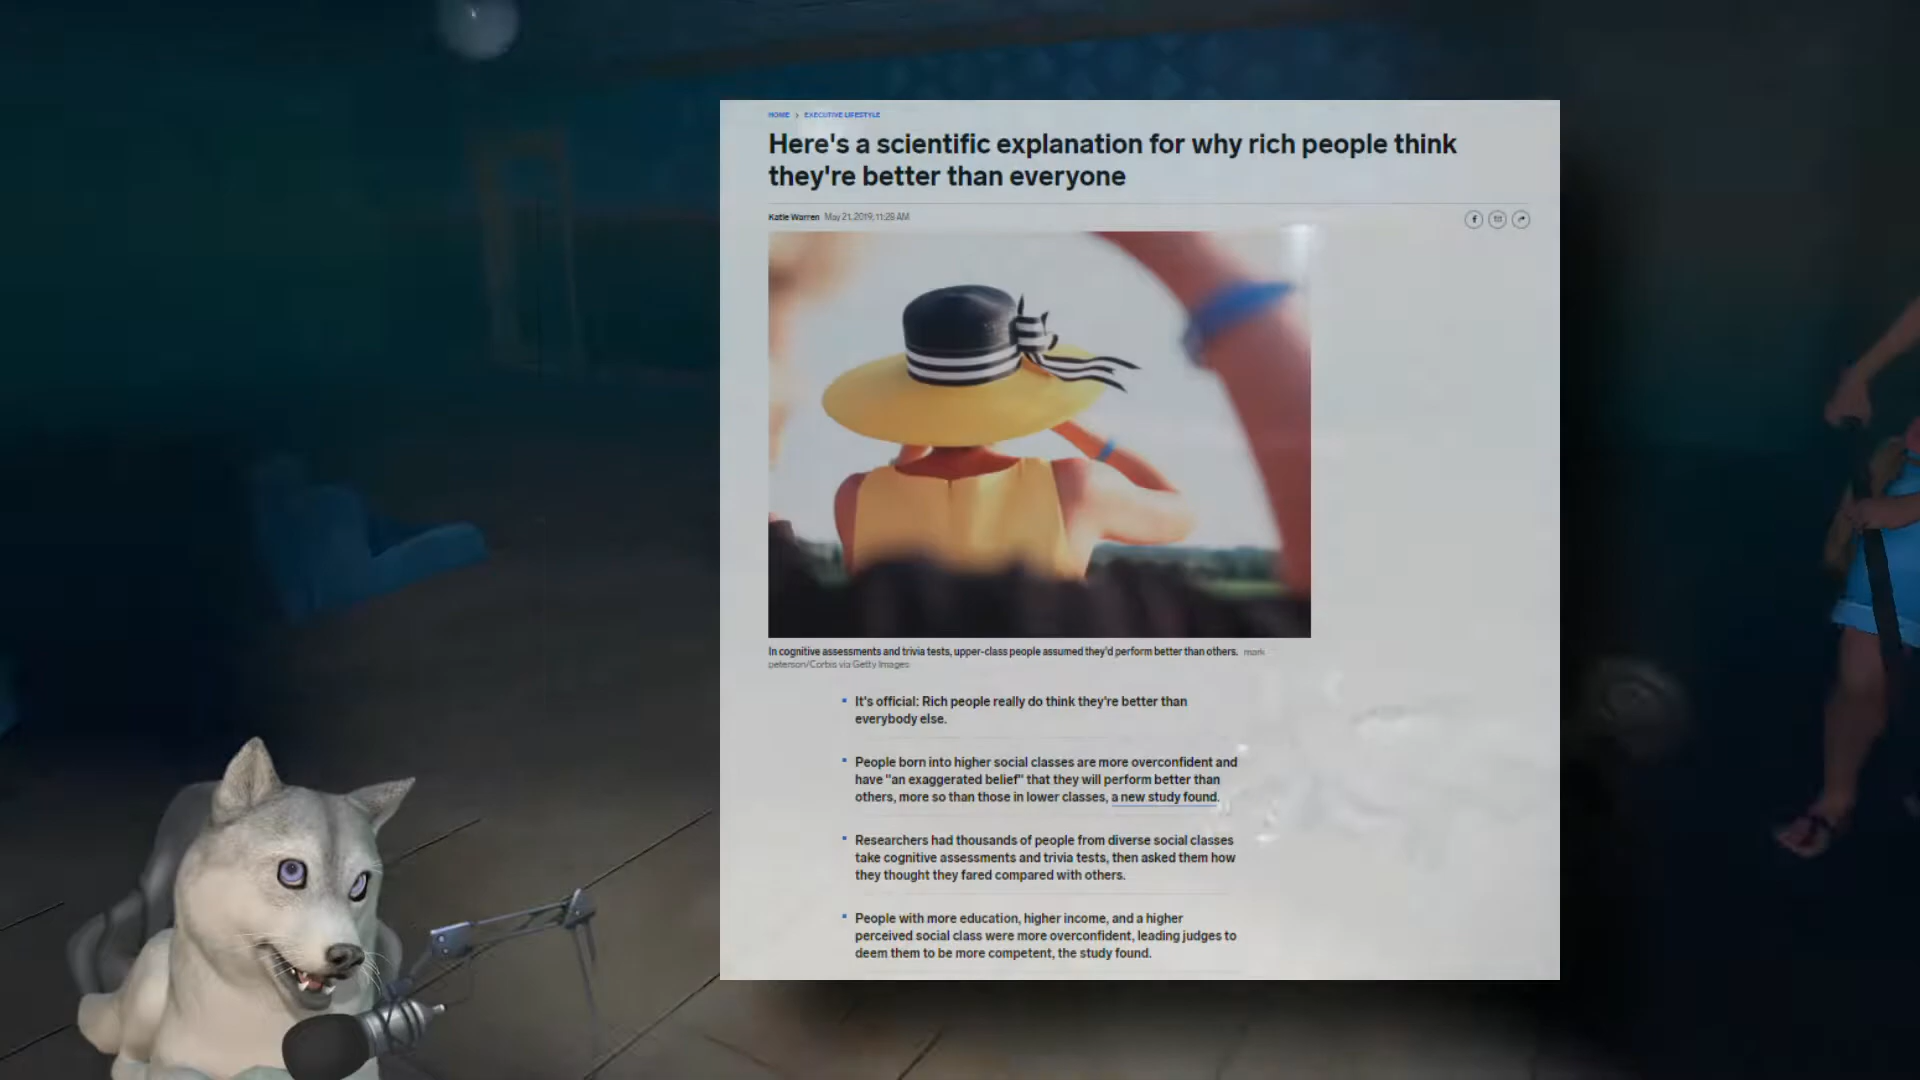 HOME > EXECUTIVE LIFESTYLE
Here's a scientific explanation for why rich people think
they're better than everyone
Katie Warren May 21, 2019, 11:28 AM
In cognitive assessments and trivia tests, upper-class people assumed they'd perform better than others. mark
peterson/Corbis via Getty Images
It's official: Rich people really do think they're better than
everybody else.
People born into higher social classes are more overconfident and
have "an exaggerated belief" that they will perform better than
others, more so than those in lower classes, a new study found.
Researchers had thousands of people from diverse social classes
take cognitive assessments and trivia tests, then asked them how
they thought they fared compared with others.
People with more education, higher income, and a higher
perceived social class were more overconfident, leading judges to
deem them to be more competent, the study found.